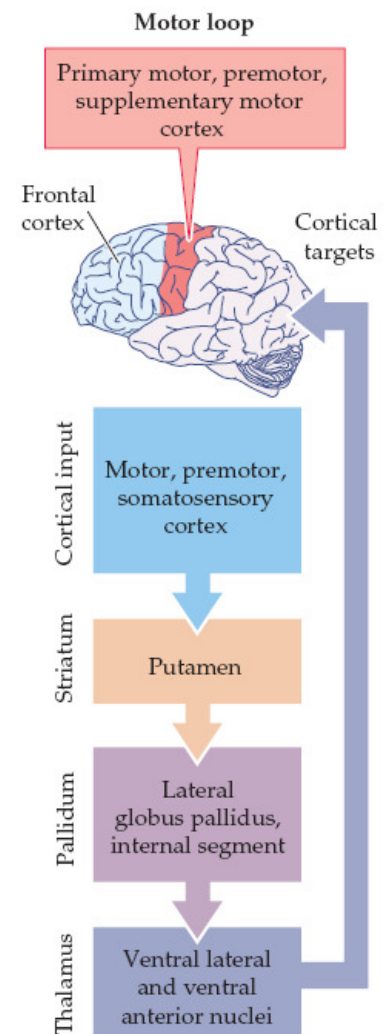 Motor loop
Primary motor, premotor,
supplementary motor
cortex
Frontal
cortex
Cortical
targets
Cortical input
Motor, premotor,
somatosensory
cortex
Striatum
Putamen
Pallidum
Lateral
globus pallidus,
internal segment
Thalamus
Ventral lateral
and ventral
anterior nuclei